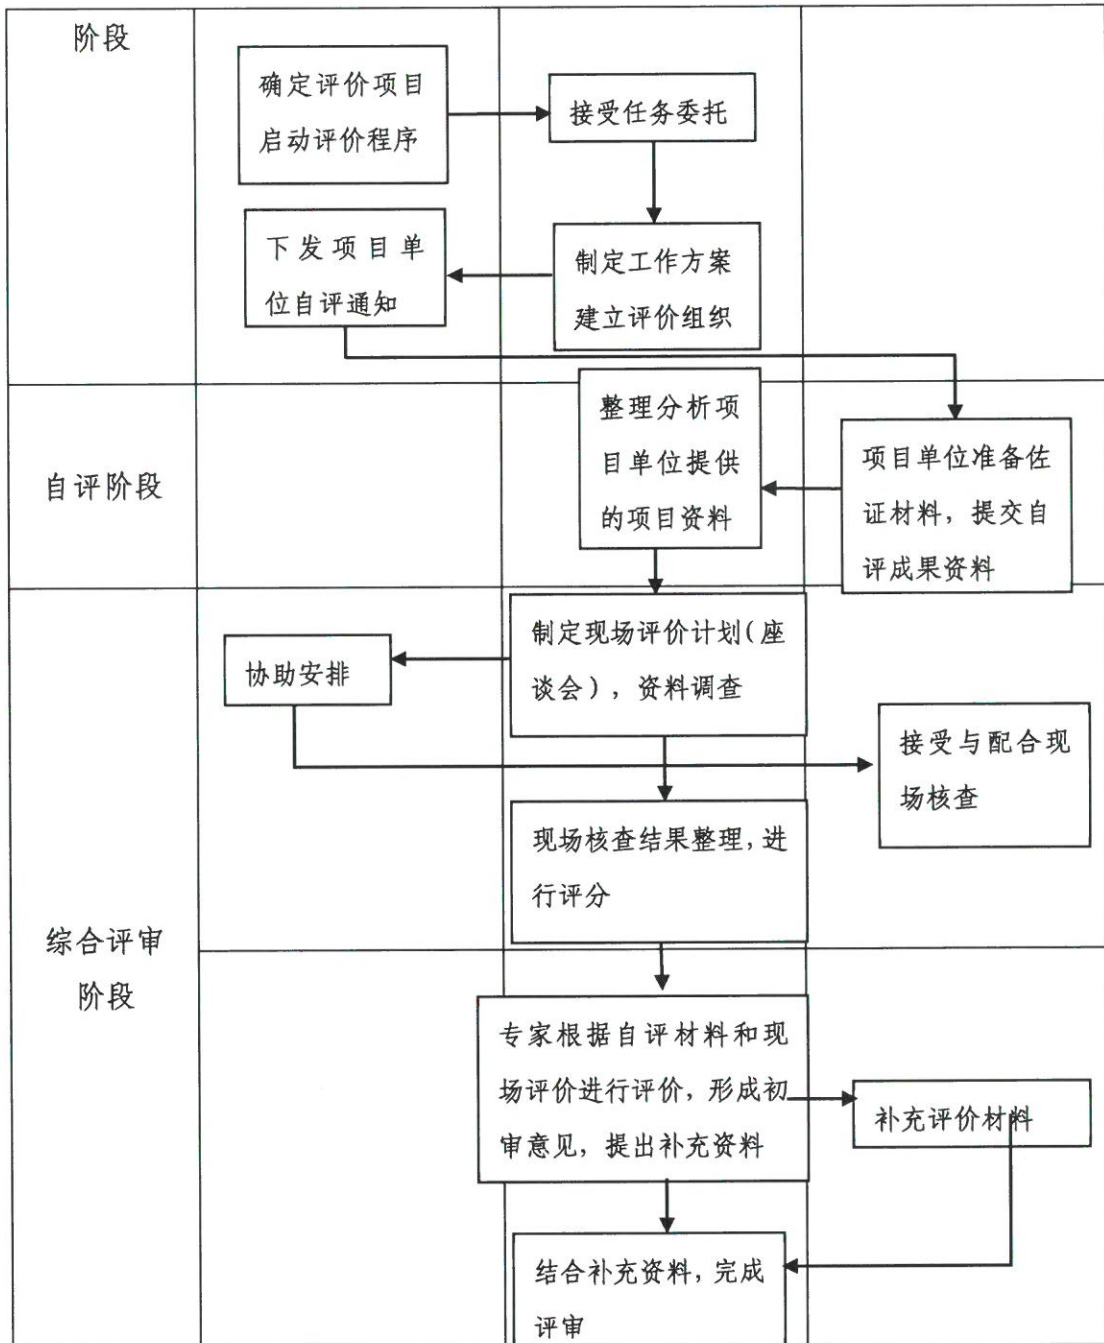 阶段
确定评价项目
启动评价程序
接受任务委托
下发项目单
位自评通知
制定工作方案
建立评价组织
自评阶段
整理分析项
目单位提供
的项目资料
项目单位准备佐
证材料，提交自
评成果资料
综合评审
阶段
制定现场评价计划（座
谈会），资料调查
协助安排
接受与配合现
场核查
现场核查结果整理，进
行评分
专家根据自评材料和现
场评价进行评价，形成初
审意见，提出补充资料
补充评价材料
结合补充资料，完成
评审